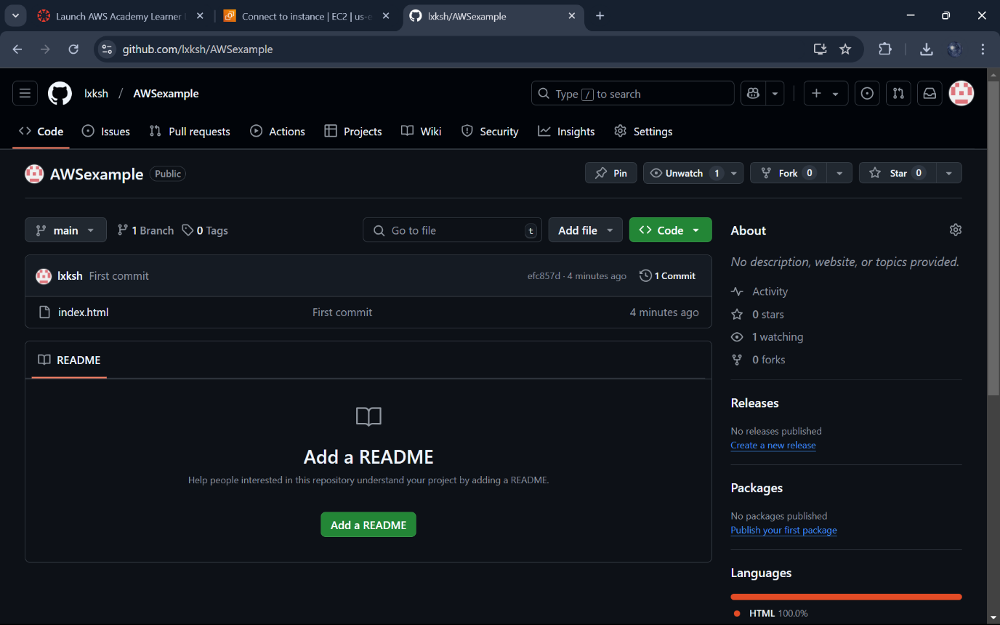 Launch AWS Academy Learner
Connect to instance | EC2 | us-e
lxksh/AWSexample
github.com/lxksh/AWSexample
lxksh / AWSexample
Type / to search
Code
Issues
Pull requests
Actions
Projects
Wiki
Security
Insights
Settings
AWSexample Public
Pin
Unwatch 1
Fork 0
Star 0
main
1 Branch
0 Tags
Go to file t
Add file
Code
lxksh First commit
efc857d · 4 minutes ago
1 Commit
index.html
First commit
4 minutes ago
README
Add a README
Help people interested in this repository understand your project by adding a README.
Add a README
About
No description, website, or topics provided.
Activity
0 stars
1 watching
0 forks
Releases
No releases published
Create a new release
Packages
No packages published
Publish your first package
Languages
HTML 100.0%